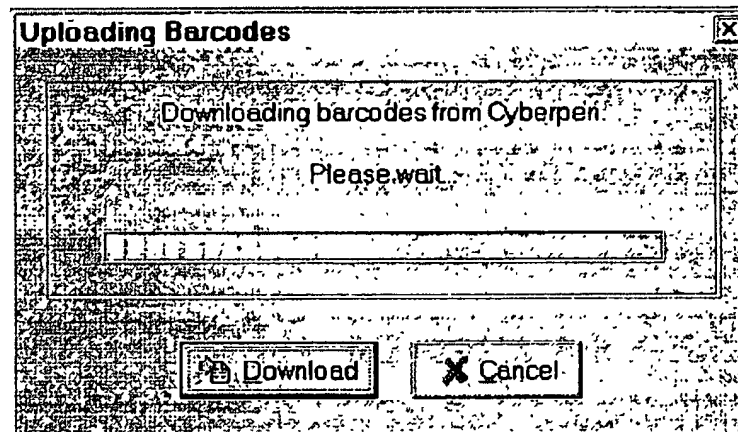 Uploading Barcodes
Downloading barcodes from Cyberpen.
Please wait.
Download
Cancel